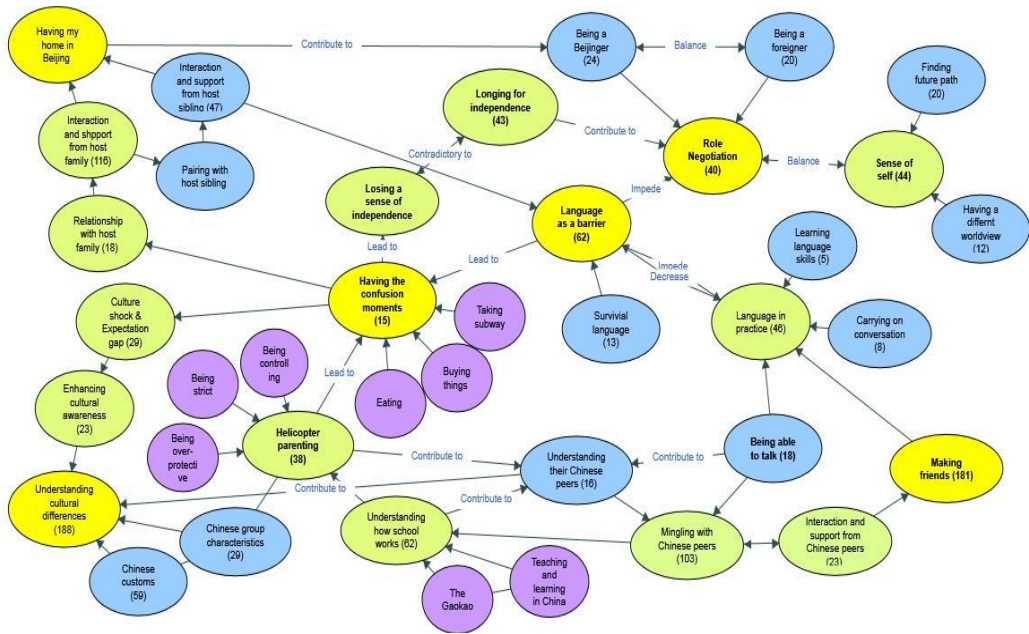 Having my
home in
Beijing
Contribute to
Being a
Beijinger
(24)
Balance
Being a
foreigner
(20)
Interaction
and support
from host
sibling (47)
Longing for
independence
(43)
Contribute to
Finding
future path
(20)
Interaction
and shpport
from host
family (116)
Pairing with
host sibling
Contradictory to
Role
Negotiation
(40)
Balance
Sense of
self (44)
Losing a
sense of
independence
Impede
Language
as a barrier
(62)
Having a
differnt
worldview
(12)
Relationship
with host
family (18)
Lead to
Lead to
Learning
language
skills (5)
Impede
Decrease
Having the
confusion
moments
(15)
Culture
shock &
Expectation
gap (29)
Taking
subway
Survivial
language
(13)
Language in
practice (46)
Carrying on
conversation
(8)
Being
controll
ing
Lead to
Buying
things
Being
strict
Eating
Enhancing
cultural
awareness
(23)
Helicopter
parenting
(38)
Being
over-
protecti
ve
Contribute to
Understanding
their Chinese
peers (16)
Contribute to
Being able
to talk (18)
Making
friends (181)
Understanding
cultural
differences
(188)
Contribute to
Contribute to
Chinese group
characteristics
(29)
Understanding
how school
works (62)
Mingling with
Chinese peers
(103)
Interaction and
support from
Chinese peers
(23)
Chinese
customs
(59)
The
Gaokao
Teaching
and
learning
in China